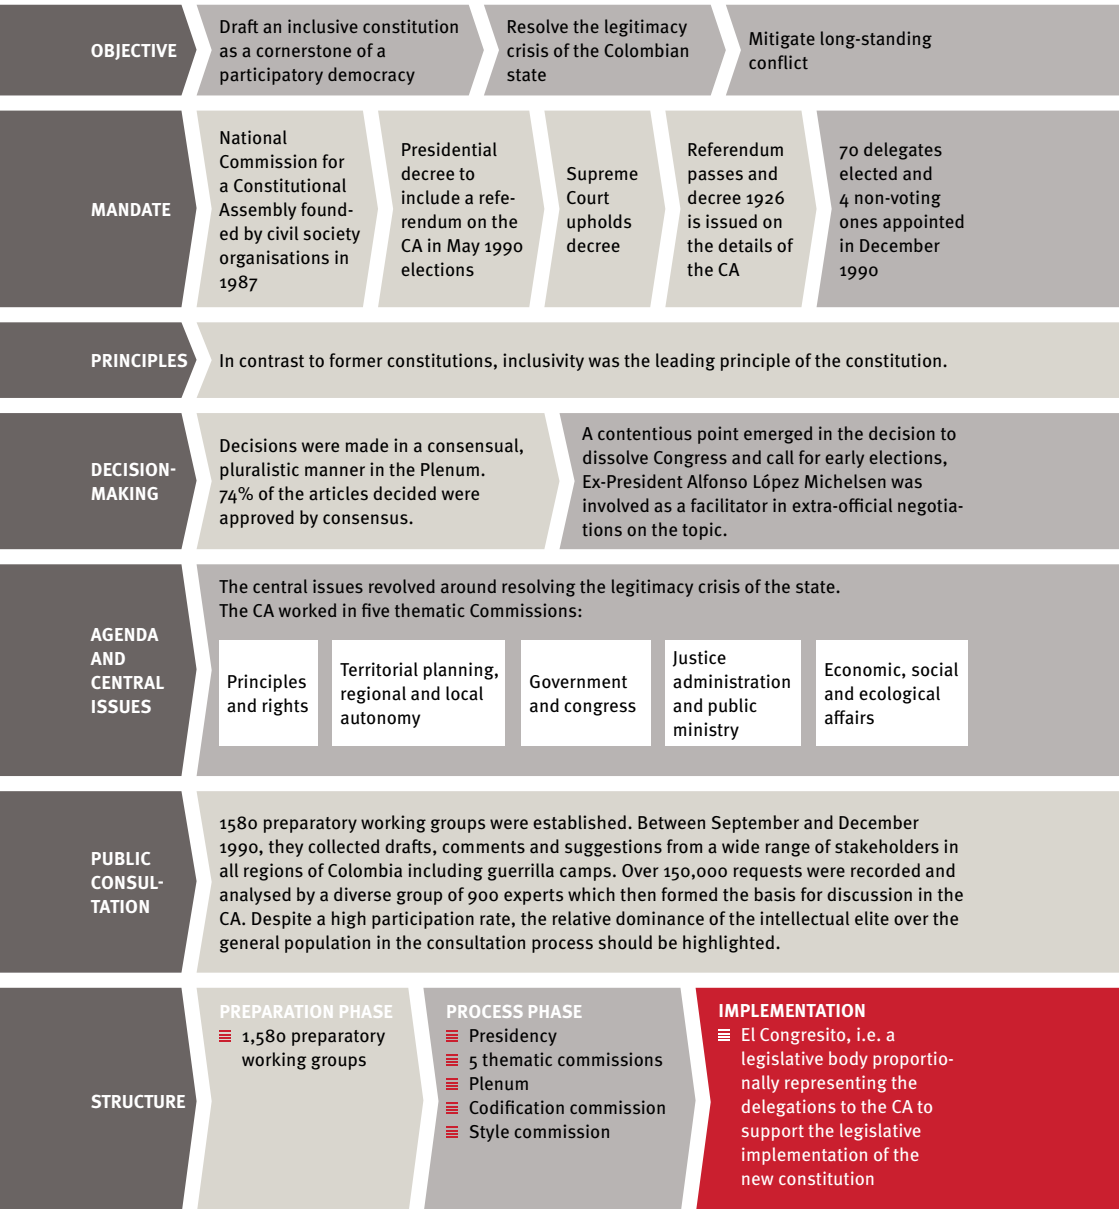 OBJECTIVE
Draft an inclusive constitution
as a cornerstone of a
participatory democracy
Resolve the legitimacy
crisis of the Colombian
state
Mitigate long-standing
conflict
MANDATE
National
Commission for
a Constitutional
Assembly found-
ed by civil society
organisations in
1987
Presidential
decree to
include a refe-
rendum on the
CA in May 1990
elections
Supreme
Court
upholds
decree
Referendum
passes and
decree 1926
is issued on
the details of
the CA
70 delegates
elected and
4 non-voting
ones appointed
in December
1990
PRINCIPLES
In contrast to former constitutions, inclusivity was the leading principle of the constitution.
DECISION-
MAKING
Decisions were made in a consensual,
pluralistic manner in the Plenum.
74% of the articles decided were
approved by consensus.
A contentious point emerged in the decision to
dissolve Congress and call for early elections,
Ex-President Alfonso López Michelsen was
involved as a facilitator in extra-official negotia-
tions on the topic.
AGENDA
AND
CENTRAL
ISSUES
The central issues revolved around resolving the legitimacy crisis of the state.
The CA worked in five thematic Commissions:
Principles
and rights
Territorial planning,
regional and local
autonomy
Government
and congress
Justice
administration
and public
ministry
Economic, social
and ecological
affairs
PUBLIC
CONSUL-
TATION
1580 preparatory working groups were established. Between September and December
1990, they collected drafts, comments and suggestions from a wide range of stakeholders in
all regions of Colombia including guerrilla camps. Over 150,000 requests were recorded and
analysed by a diverse group of 900 experts which then formed the basis for discussion in the
CA. Despite a high participation rate, the relative dominance of the intellectual elite over the
general population in the consultation process should be highlighted.
STRUCTURE
PREPARATION PHASE
1,580 preparatory
working groups
PROCESS PHASE
Presidency
5 thematic commissions
Plenum
Codification commission
Style commission
IMPLEMENTATION
El Congresito, i.e. a
legislative body proportio-
nally representing the
delegations to the CA to
support the legislative
implementation of the
new constitution